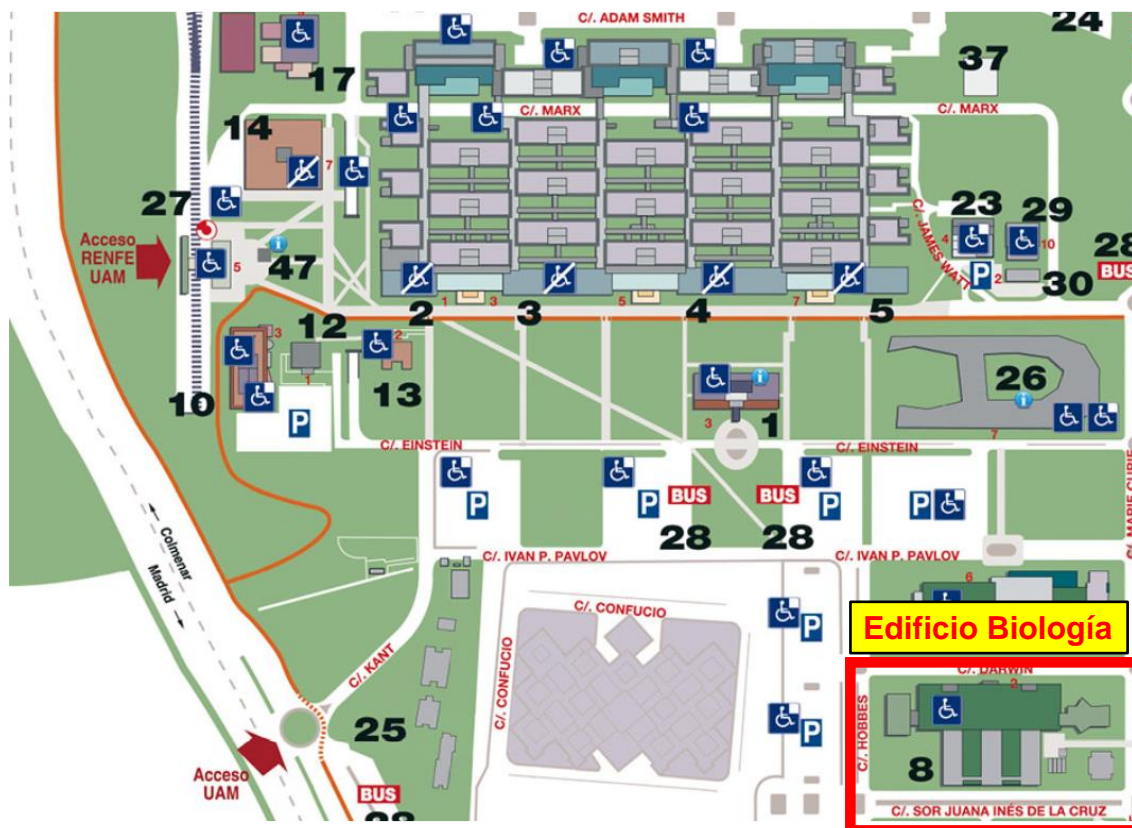 C/. ADAM SMITH
24
37
17
C/. MARX
C/. MARX
14
7
27
Acceso
RENFE
UAM
5
i
47
C/. JAMES WATT
23
4
29
10
28
BUS
P
2
30
1
3
5
7
2
3
4
5
12
3
1
2
13
10
P
i
3
1
26
i
7
C/. EINSTEIN
C/. EINSTEIN
C/. MARIE CURIE
P
P
BUS
BUS
P
P
28
28
C/. IVAN P. PAVLOV
C/. IVAN P. PAVLOV
Colmenar
Madrid
6
C/. CONFUCIO
C/. CONFUCIO
P
Edificio Biología
C/. KANT
C/. DARWIN
2
C/. HOBBES
25
P
8
Acceso
UAM
BUS
28
C/. SOR JUANA INÉS DE LA CRUZ